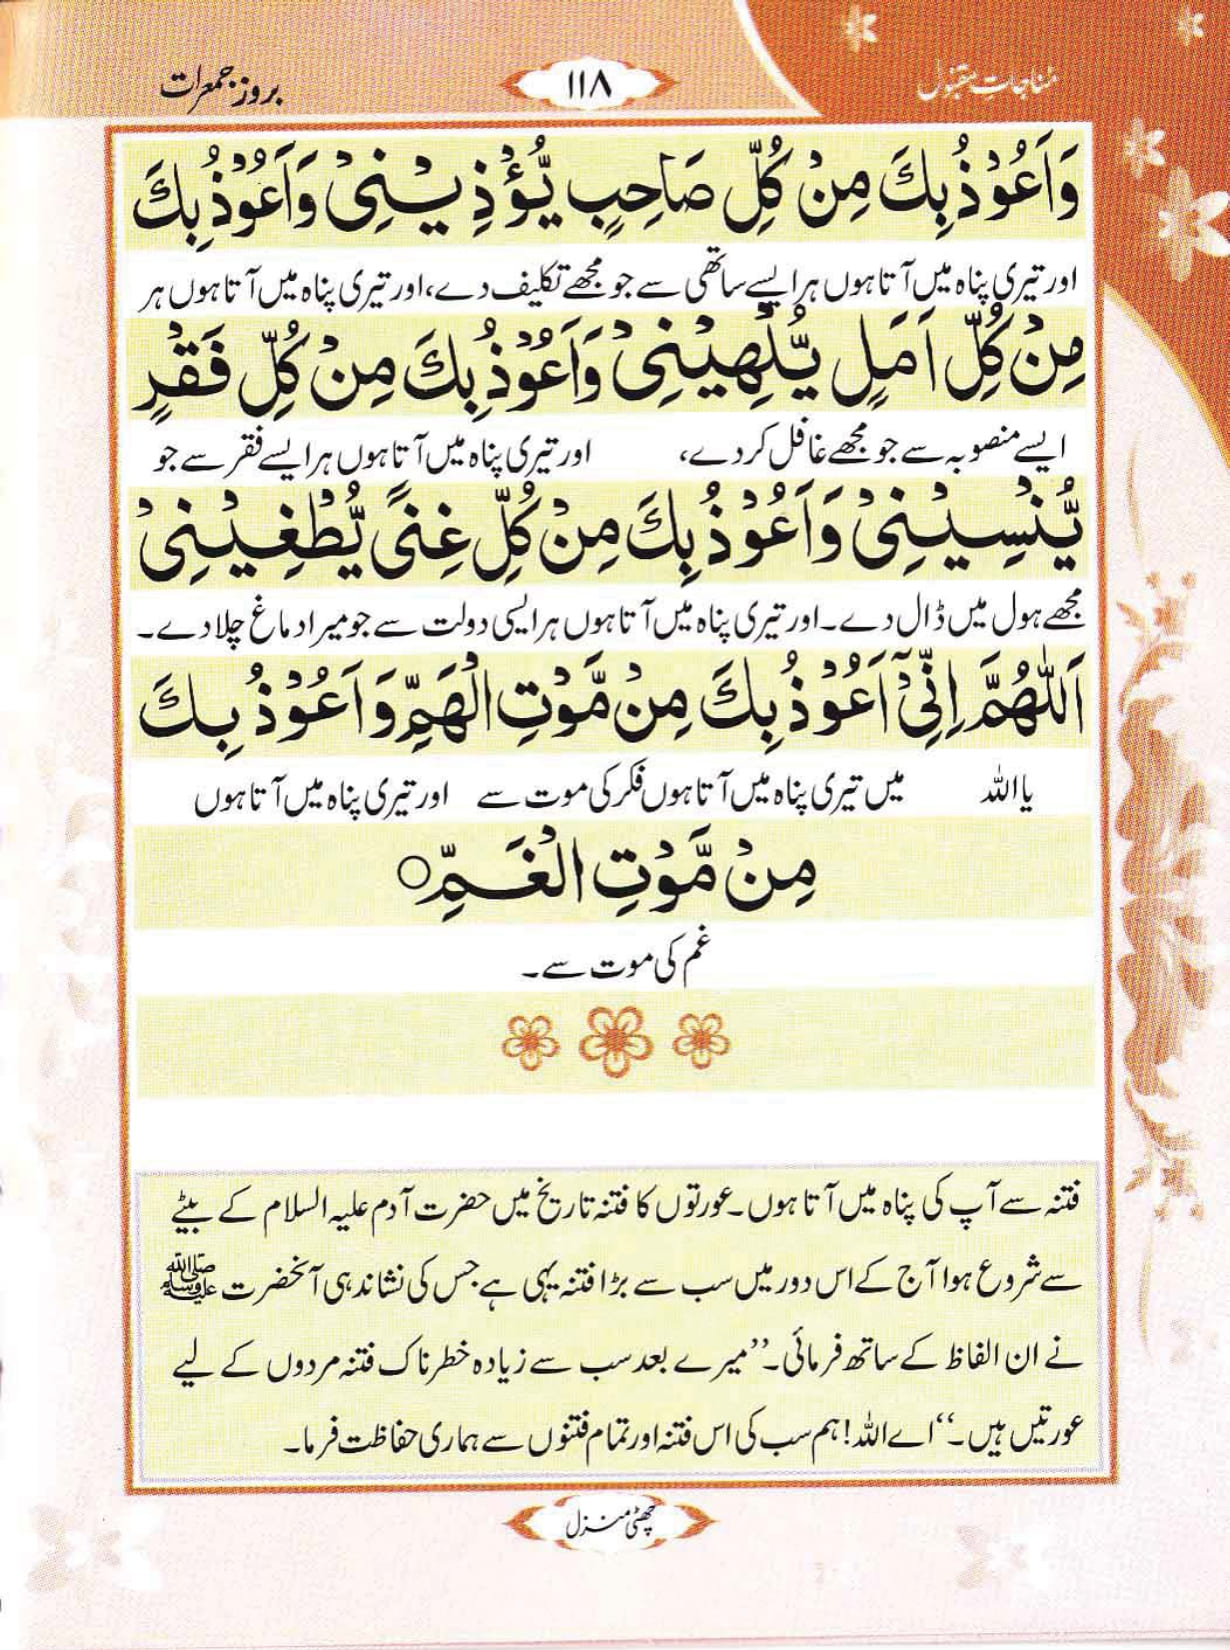 مناجاتِ مقبول
١١٨
بروز جمعرات
وَاَعُوْذُ بِكَ مِنْ كُلِّ صَاحِبٍ يُّؤْذِيْنِيْ وَاَعُوْذُ بِكَ
اور تیری پناہ میں آتا ہوں ہر ایسے ساتھی سے جو مجھے تکلیف دے، اور تیری پناہ میں آتا ہوں ہر
مِنْ كُلِّ اَمَلٍ يُّلْهِيْنِيْ وَاَعُوْذُ بِكَ مِنْ كُلِّ فَقْرٍ
ایسے منصوبہ سے جو مجھے غافل کردے، اور تیری پناہ میں آتا ہوں ہر ایسے فقر سے جو
يُّنْسِيْنِيْ وَاَعُوْذُ بِكَ مِنْ كُلِّ غِنًى يُّطْغِيْنِيْ
مجھے ہول میں ڈال دے۔ اور تیری پناہ میں آتا ہوں ہر ایسی دولت سے جو میرا دماغ چلا دے۔
اَللّٰهُمَّ اِنِّيْٓ اَعُوْذُ بِكَ مِنْ مَّوْتِ الْهَمِّ وَاَعُوْذُ بِكَ
یا اللہ میں تیری پناہ میں آتا ہوں فکر کی موت سے اور تیری پناہ میں آتا ہوں
مِنْ مَّوْتِ الْغَمِّ ○
غم کی موت سے۔
فتنہ سے آپ کی پناہ میں آتا ہوں۔ عورتوں کا فتنہ تاریخ میں حضرت آدم علیہ السلام کے بیٹے
سے شروع ہوا آج کے اس دور میں سب سے بڑا فتنہ یہی ہے جس کی نشاندہی آنحضرت ﷺ
نے ان الفاظ کے ساتھ فرمائی۔ ’’میرے بعد سب سے زیادہ خطرناک فتنہ مردوں کے لیے
عورتیں ہیں۔‘‘ اے اللہ! ہم سب کی اس فتنہ اور تمام فتنوں سے ہماری حفاظت فرما۔
چھٹی منزل